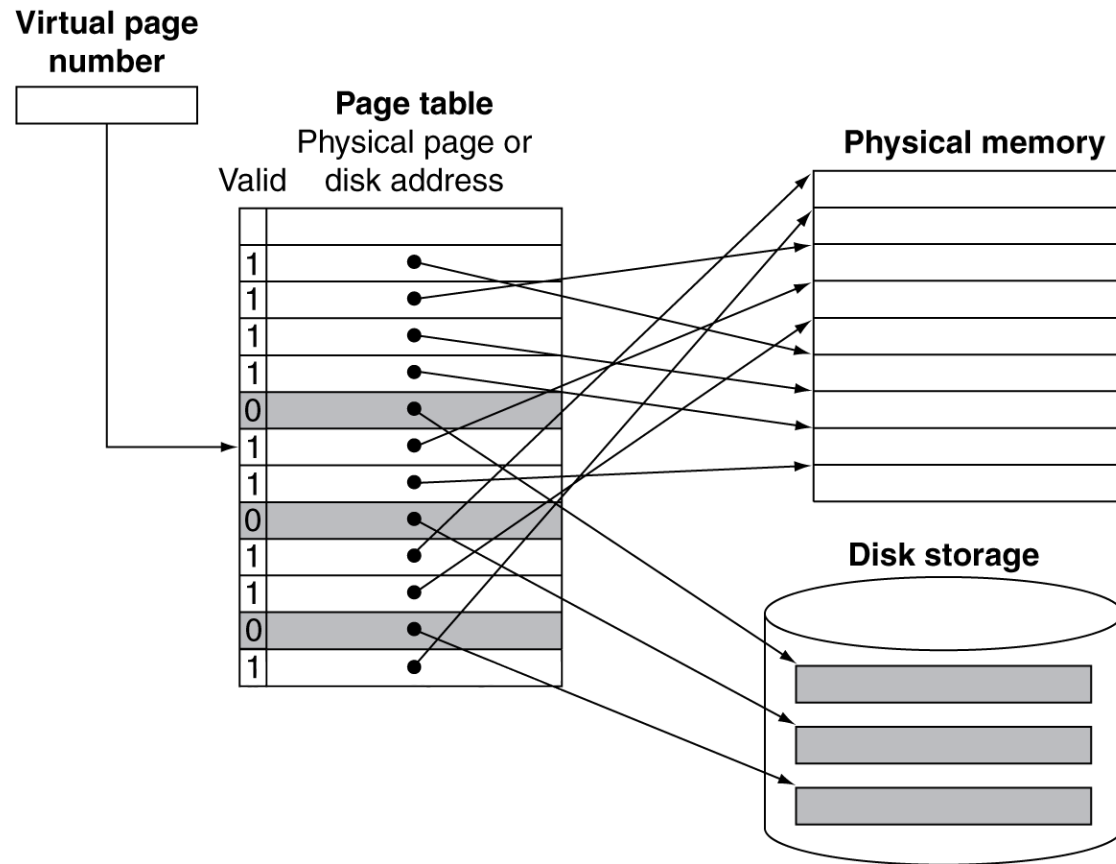 Virtual page
number
Page table
Physical page or
disk address
Valid
Physical memory
1
1
1
1
0
1
1
0
1
1
0
1
Disk storage